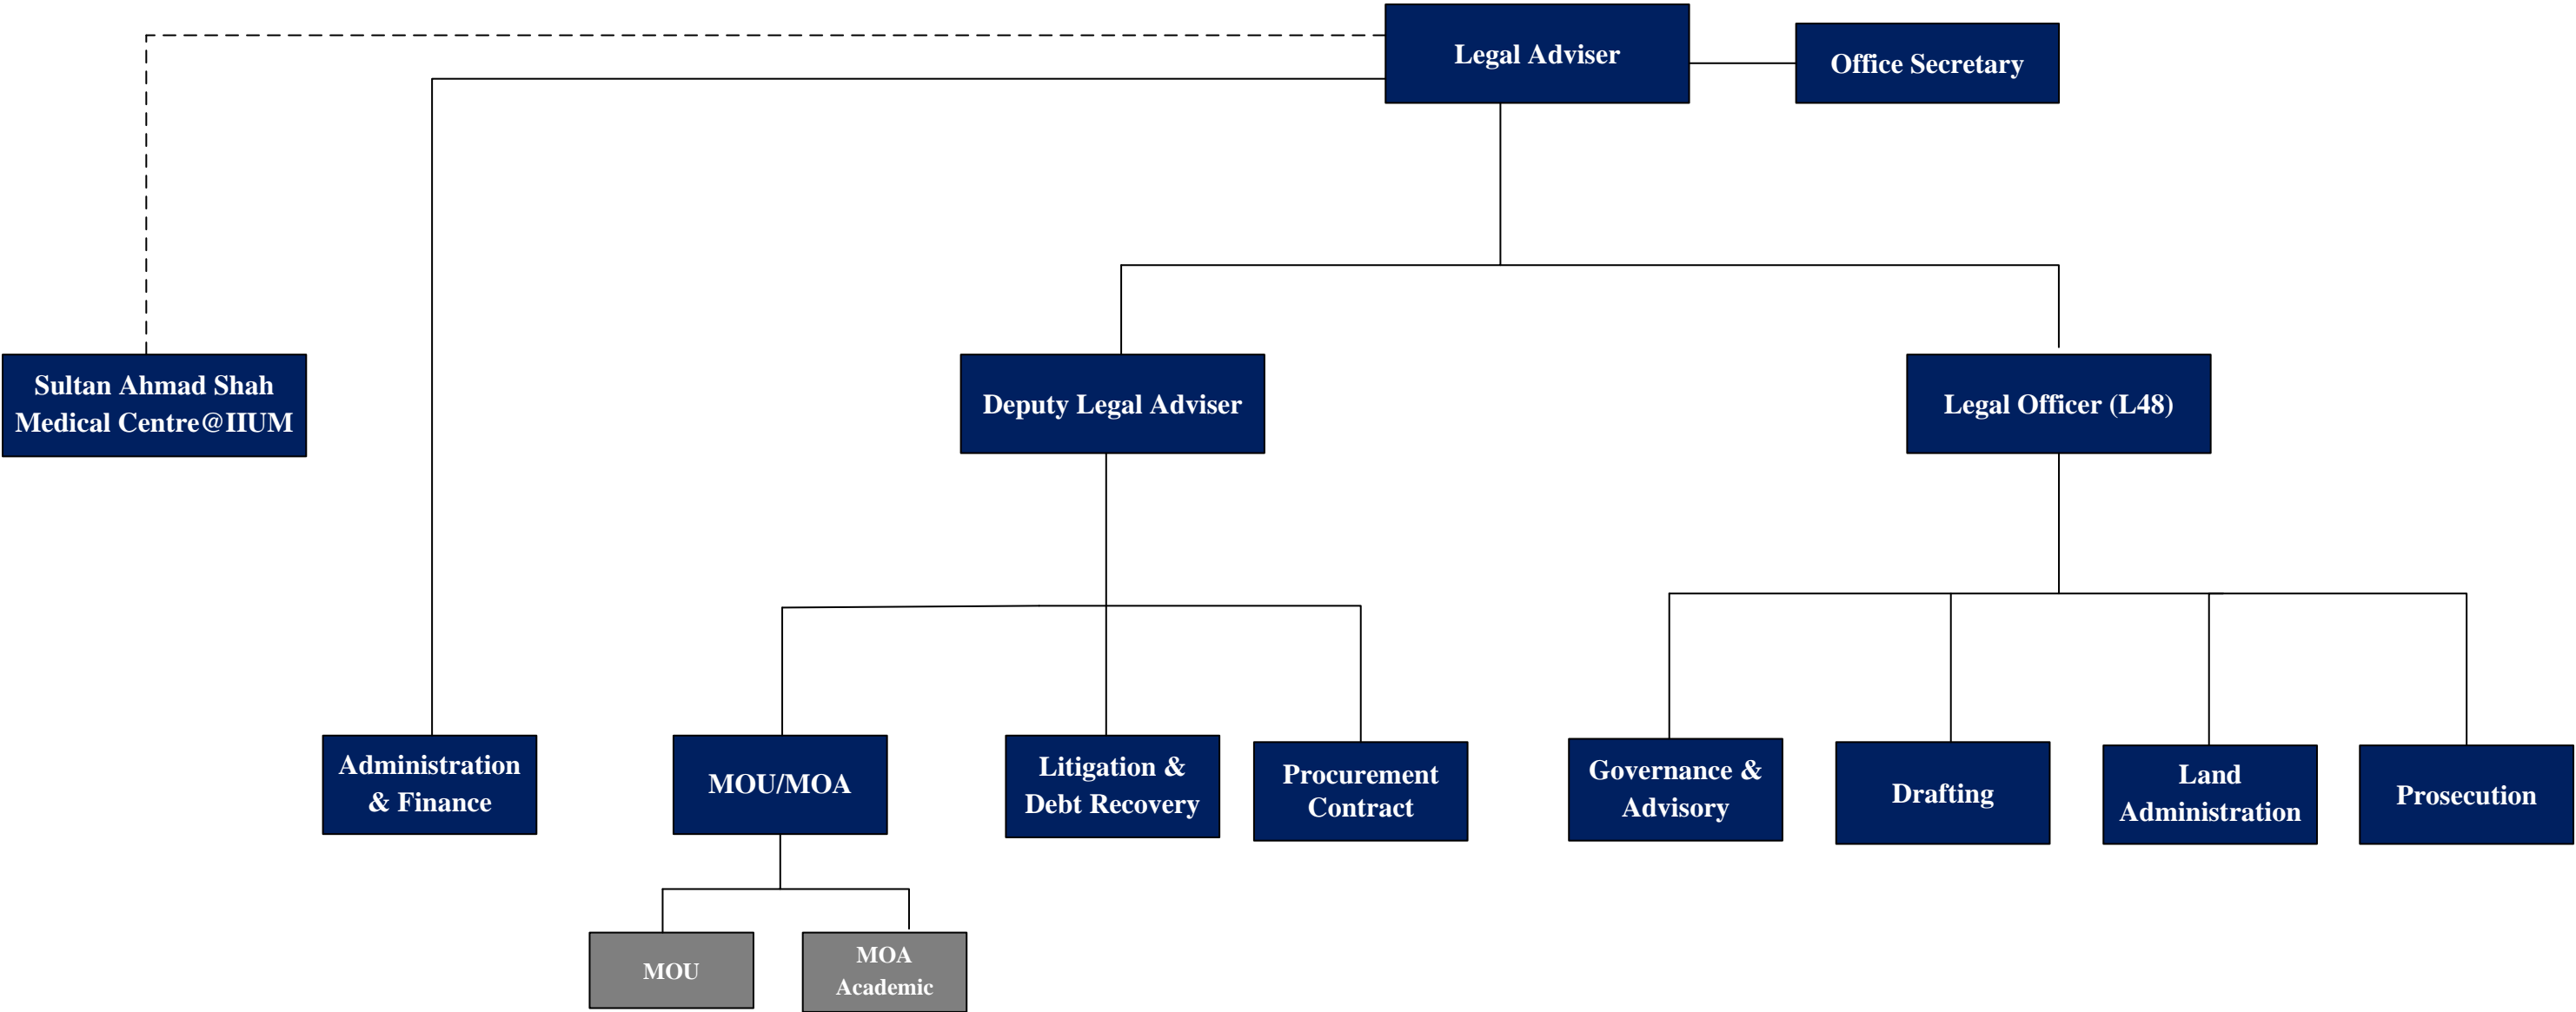 Legal Adviser
Office Secretary
Sultan Ahmad Shah
Medical Centre@IIUM
Deputy Legal Adviser
Legal Officer (L48)
Administration
& Finance
MOU/MOA
Litigation &
Debt Recovery
Procurement
Contract
Governance &
Advisory
Drafting
Land
Administration
Prosecution
MOU
MOA
Academic